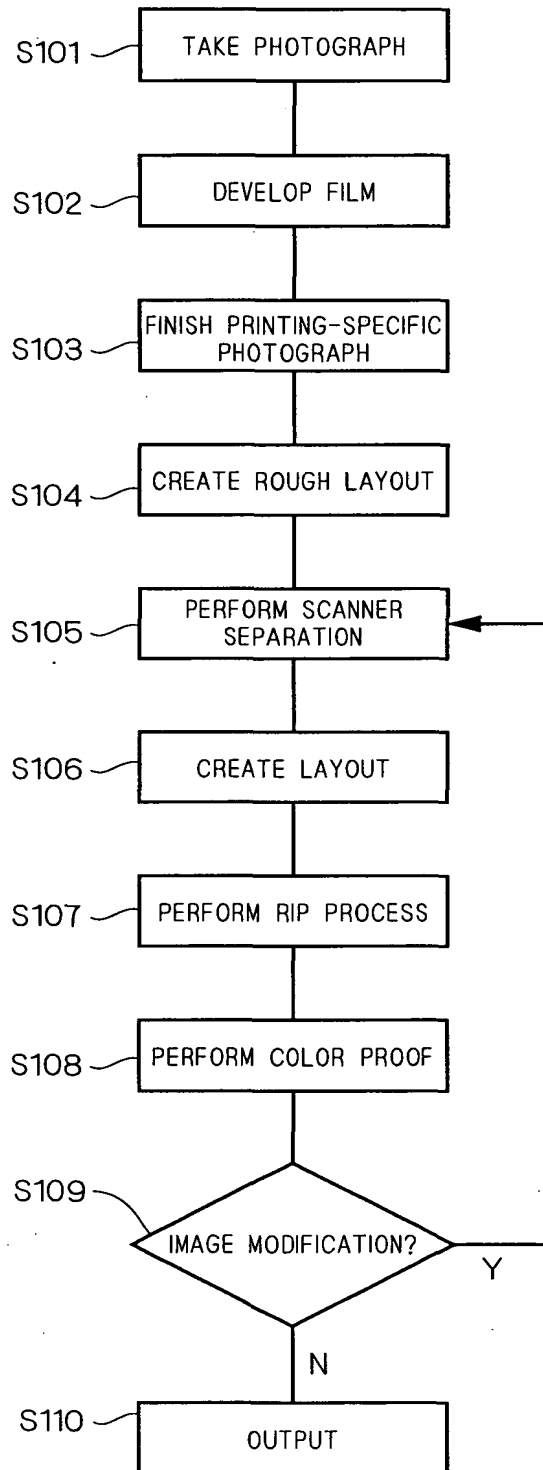 S101
TAKE PHOTOGRAPH
S102
DEVELOP FILM
S103
FINISH PRINTING-SPECIFIC
PHOTOGRAPH
S104
CREATE ROUGH LAYOUT
S105
PERFORM SCANNER
SEPARATION
S106
CREATE LAYOUT
S107
PERFORM RIP PROCESS
S108
PERFORM COLOR PROOF
S109
IMAGE MODIFICATION?
Y
N
S110
OUTPUT